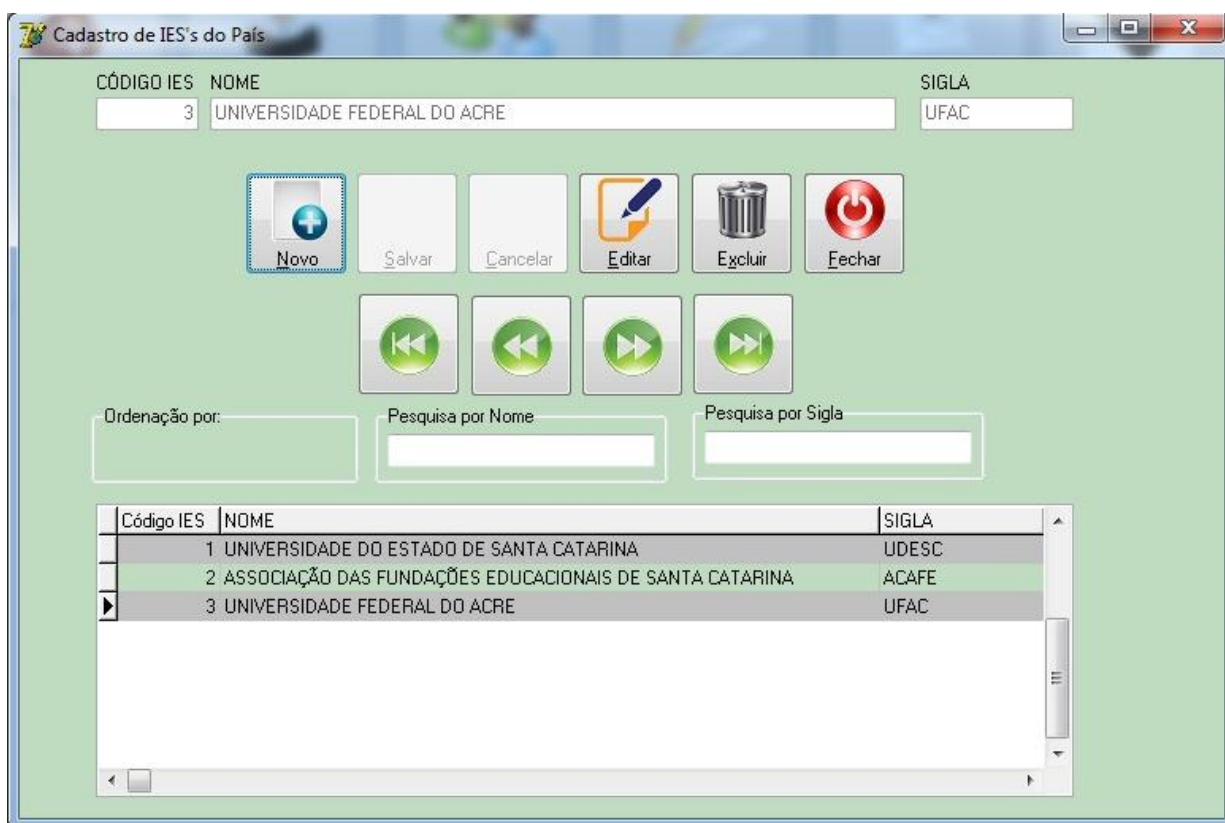 Cadastro de IES's do País
CÓDIGO IES NOME SIGLA
3 UNIVERSIDADE FEDERAL DO ACRE UFAC
Novo Salvar Cancelar Editar Excluir Fechar
Ordenação por: Pesquisa por Nome Pesquisa por Sigla
Código IES NOME SIGLA
1 UNIVERSIDADE DO ESTADO DE SANTA CATARINA UDESC
2 ASSOCIAÇÃO DAS FUNDAÇÕES EDUCACIONAIS DE SANTA CATARINA ACAFE
3 UNIVERSIDADE FEDERAL DO ACRE UFAC